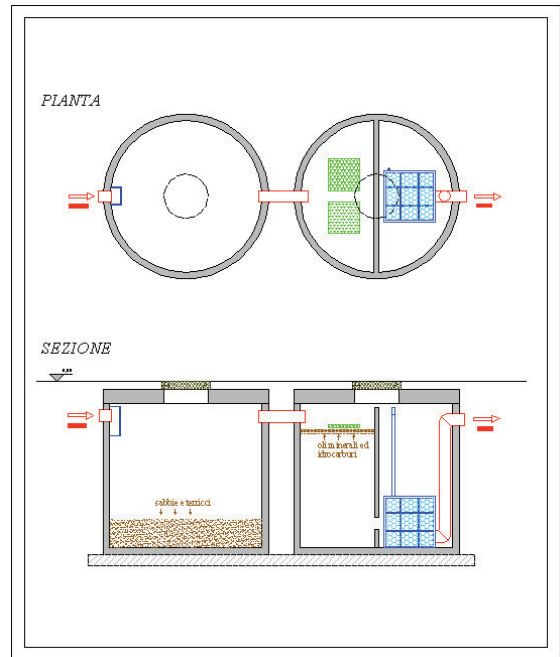 PIANTA
SEZIONE
oli minerali ed
idrocarburi
sabbie e terricci